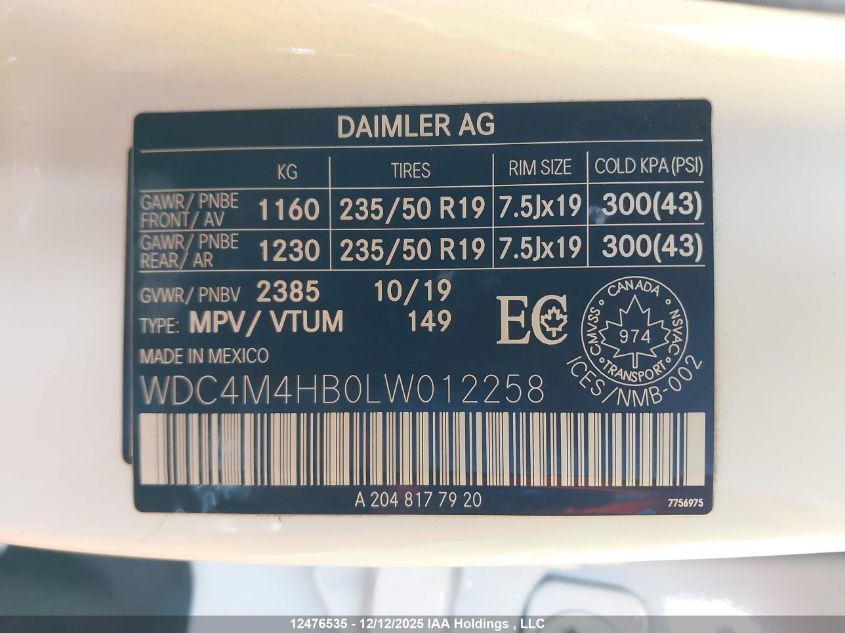 DAIMLER AG
KG TIRES RIM SIZE COLD KPA (PSI)
GAWR/ PNBE FRONT/ AV 1160 235/50 R19 7.5Jx19 300(43)
GAWR/ PNBE REAR/ AR 1230 235/50 R19 7.5Jx19 300(43)
GVWR/ PNBV 2385 10/19
TYPE: MPV/ VTUM 149
EC
CANADA
CMVSS 974 NSVAC
TRANSPORT
ICES/NMB-002
MADE IN MEXICO
WDC4M4HB0LW012258
A 204 817 79 20
7756975
12476535 - 12/12/2025 IAA Holdings , LLC